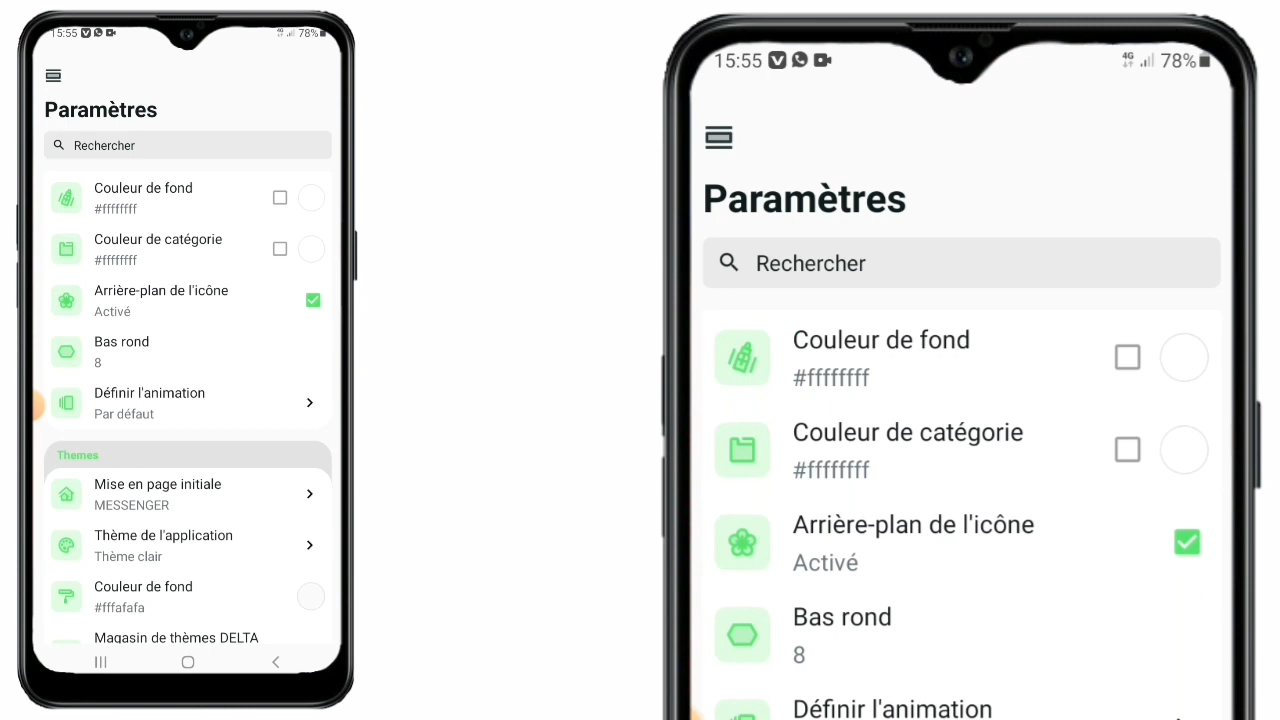 15:55
78%
Paramètres
Rechercher
Couleur de fond
#ffffffff
Couleur de catégorie
#ffffffff
Arrière-plan de l'icône
Activé
Bas rond
8
Définir l'animation
Par défaut
Themes
Mise en page initiale
MESSENGER
Thème de l'application
Thème clair
Couleur de fond
#fffafafa
Magasin de thèmes DELTA
15:55
4G
78%
Paramètres
Rechercher
Couleur de fond
#ffffffff
Couleur de catégorie
#ffffffff
Arrière-plan de l'icône
Activé
Bas rond
8
Définir l'animation